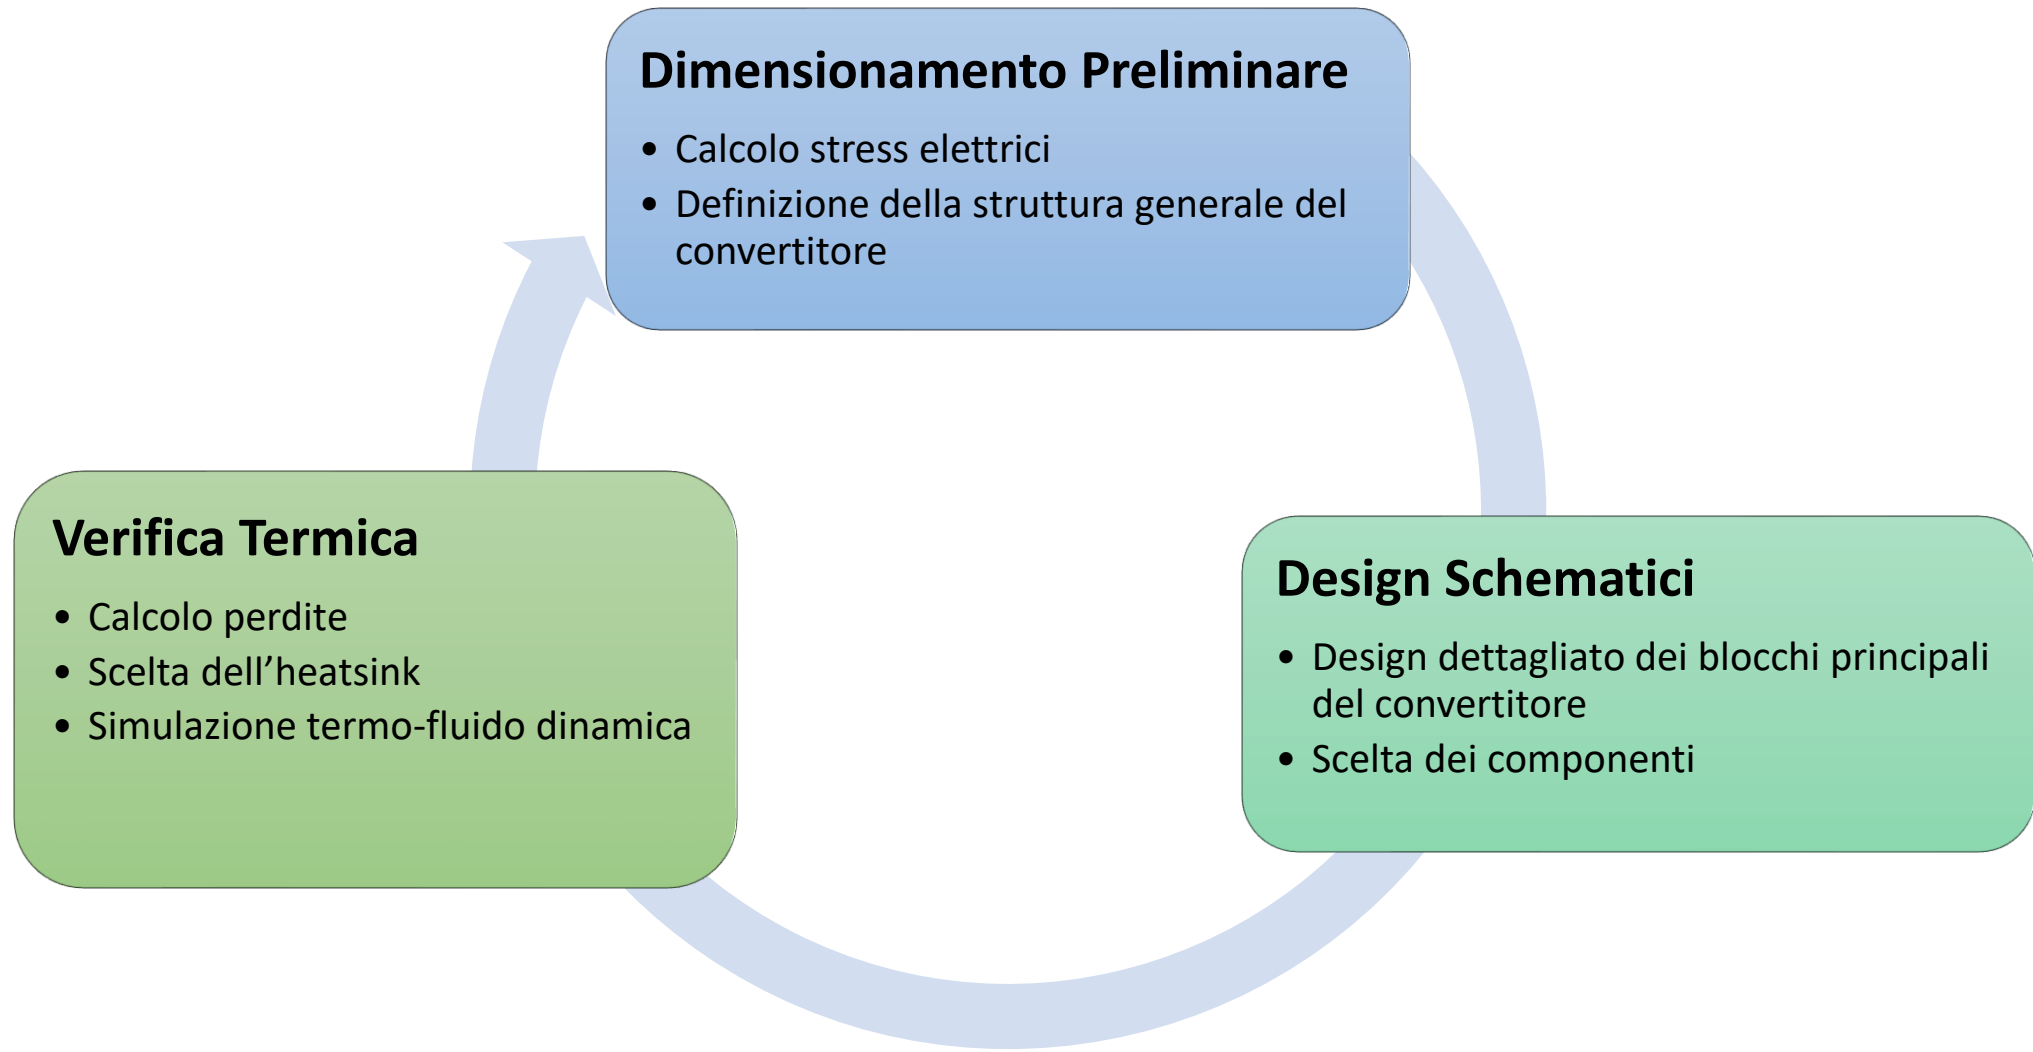 Dimensionamento Preliminare
• Calcolo stress elettrici
• Definizione della struttura generale del
convertitore
Verifica Termica
• Calcolo perdite
• Scelta dell’heatsink
• Simulazione termo-fluido dinamica
Design Schematici
• Design dettagliato dei blocchi principali
del convertitore
• Scelta dei componenti